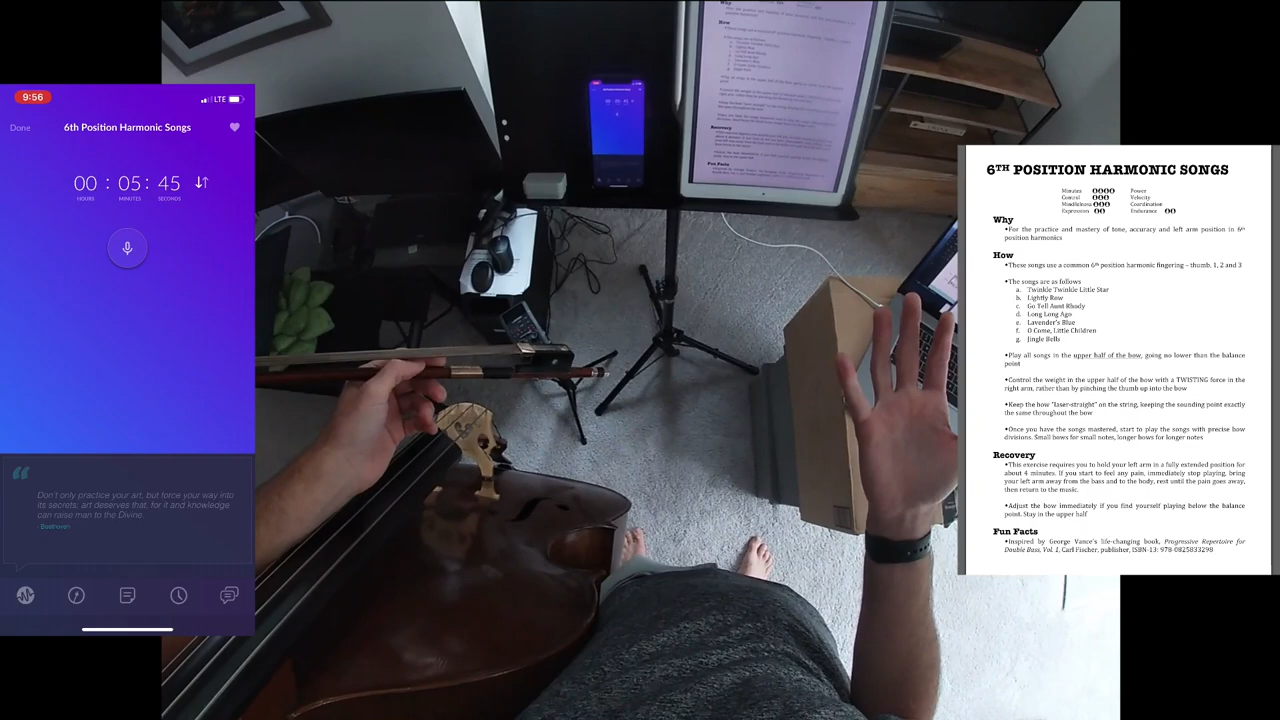 9:56
LTE
Done
6th Position Harmonic Songs
00 : 05 : 45
HOURS MINUTES SECONDS
Don't only practice your art, but force your way into
its secrets; art deserves that, for it and knowledge
can raise man to the Divine.
- Beethoven
Why
How
Recovery
Fun Facts
6TH POSITION HARMONIC SONGS
Minutes Power
Control Velocity
Mindfulness Coordination
Expression Endurance
Why
•For the practice and mastery of tone, accuracy and left arm position in 6th
position harmonics
How
•These songs use a common 6th position harmonic fingering – thumb, 1, 2 and 3
•The songs are as follows
a. Twinkle Twinkle Little Star
b. Lightly Row
c. Go Tell Aunt Rhody
d. Long Long Ago
e. Lavender's Blue
f. O Come, Little Children
g. Jingle Bells
•Play all songs in the upper half of the bow, going no lower than the balance
point
•Control the weight in the upper half of the bow with a TWISTING force in the
right arm, rather than by pinching the thumb up into the bow
•Keep the bow "laser-straight" on the string, keeping the sounding point exactly
the same throughout the bow
•Once you have the songs mastered, start to play the songs with precise bow
divisions. Small bows for small notes, longer bows for longer notes
Recovery
•This exercise requires you to hold your left arm in a fully extended position for
about 4 minutes. If you start to feel any pain, immediately stop playing, bring
your left arm away from the bass and to the body, rest until the pain goes away,
then return to the music.
•Adjust the bow immediately if you find yourself playing below the balance
point. Stay in the upper half
Fun Facts
•Inspired by George Vance's life-changing book, Progressive Repertoire for
Double Bass, Vol. 1, Carl Fischer, publisher, ISBN-13: 978-0825833298